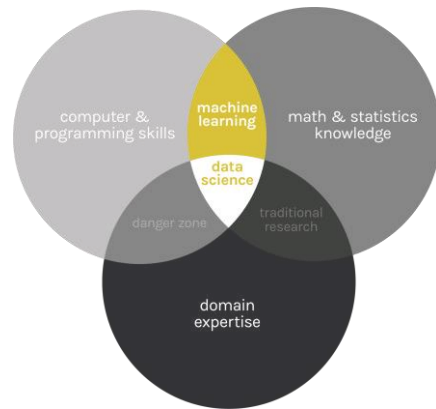 computer &
programming skills
machine
learning
math & statistics
knowledge
data
science
danger zone
traditional
research
domain
expertise